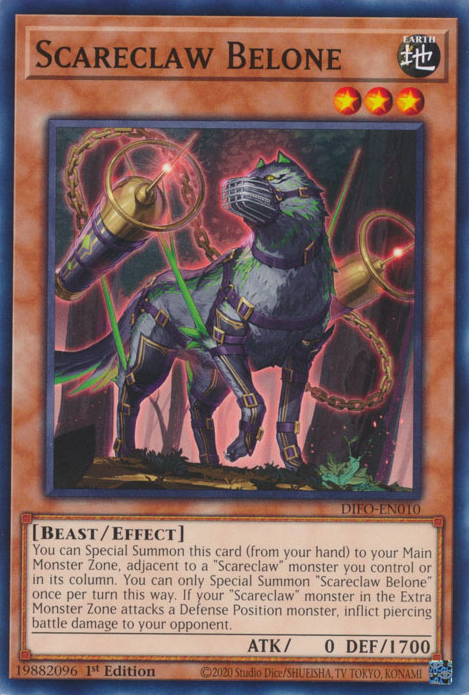 SCARECLAW BELONE
EARTH
地
DIFO-EN010
[BEAST/EFFECT]
You can Special Summon this card (from your hand) to your Main
Monster Zone, adjacent to a "Scareclaw" monster you control or
in its column. You can only Special Summon "Scareclaw Belone"
once per turn this way. If your "Scareclaw" monster in the Extra
Monster Zone attacks a Defense Position monster, inflict piercing
battle damage to your opponent.
ATK/ 0 DEF/1700
19882096 1st Edition ©2020 Studio Dice/SHUEISHA, TV TOKYO, KONAMI